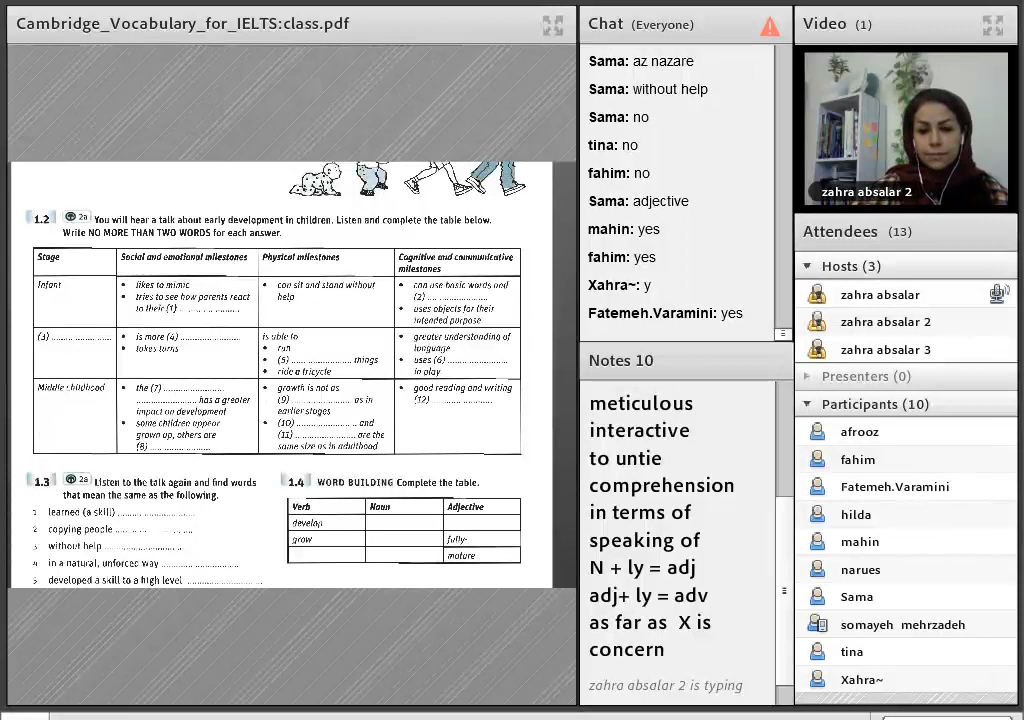 Cambridge_Vocabulary_for_IELTS:class.pdf
1.2 2a You will hear a talk about early development in children. Listen and complete the table below.
Write NO MORE THAN TWO WORDS for each answer.
Stage
Social and emotional milestones
Physical milestones
Cognitive and communicative
milestones
Infant
• likes to mimic
• tries to see how parents react
to their (1) .....................
• can sit and stand without
help
• can use basic words and
(2) .....................
• uses objects for their
intended purpose
(3) .....................
• is more (4) .....................
• takes turns
is able to
• run
• (5) ..................... things
• ride a tricycle
• greater understanding of
language
• uses (6) .....................
in play
Middle childhood
• the (7) .....................
..................... has a greater
impact on development
• some children appear
grown up, others are
(8) .....................
• growth is not as
(9) ..................... as in
earlier stages
• (10) ..................... and
(11) ..................... are the
same size as in adulthood
• good reading and writing
(12) .....................
1.3 2a Listen to the talk again and find words
that mean the same as the following.
1 learned (a skill) .....................
2 copying people .....................
3 without help .....................
4 in a natural, unforced way .....................
5 developed a skill to a high level .....................
1.4 WORD BUILDING Complete the table.
Verb Noun Adjective
develop
grow fully-
mature
Chat (Everyone)
Sama: az nazare
Sama: without help
Sama: no
tina: no
fahim: no
Sama: adjective
mahin: yes
fahim: yes
Xahra~: y
Fatemeh.Varamini: yes
Notes 10
meticulous
interactive
to untie
comprehension
in terms of
speaking of
N + ly = adj
adj+ ly = adv
as far as X is
concern
zahra absalar 2 is typing
Video (1)
zahra absalar 2
Attendees (13)
Hosts (3)
zahra absalar
zahra absalar 2
zahra absalar 3
Presenters (0)
Participants (10)
afrooz
fahim
Fatemeh.Varamini
hilda
mahin
narues
Sama
somayeh mehrzadeh
tina
Xahra~